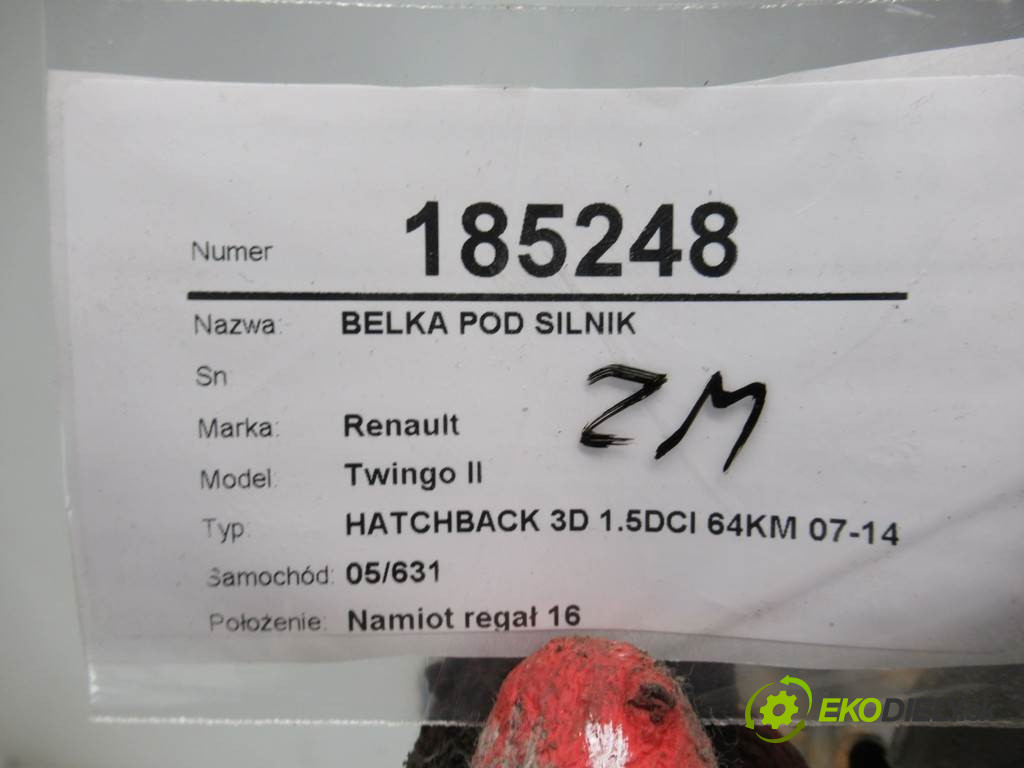 Numer 185248
Nazwa: BELKA POD SILNIK
Sn
ZM
Marka: Renault
Model: Twingo II
Typ: HATCHBACK 3D 1.5DCI 64KM 07-14
Samochód: 05/631
Położenie: Namiot regał 16